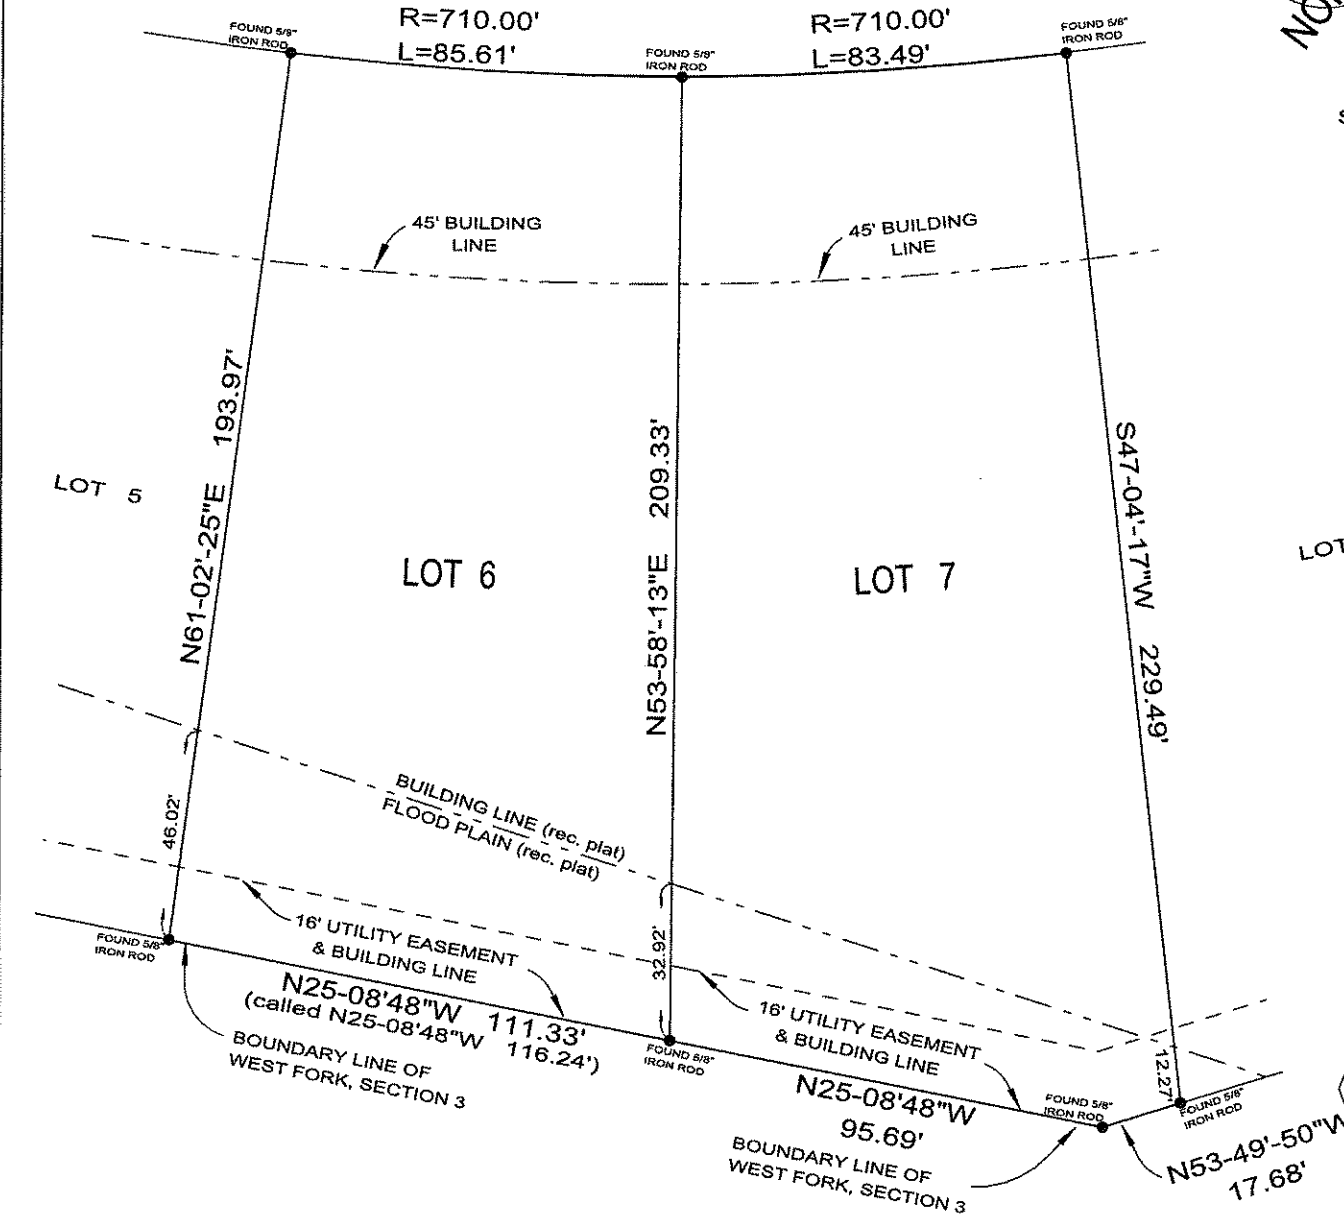 R=710.00'
L=85.61'
R=710.00'
L=83.49'
FOUND 5/8"
IRON ROD
FOUND 5/8"
IRON ROD
FOUND 5/8"
IRON ROD
45' BUILDING
LINE
45' BUILDING
LINE
N61-02'-25"E 193.97'
N53-58'-13"E 209.33'
S47-04'-17"W 229.49'
LOT 5
LOT 6
LOT 7
LOT
46.02'
BUILDING LINE (rec. plat)
FLOOD PLAIN (rec. plat)
32.92'
12.27'
16' UTILITY EASEMENT
& BUILDING LINE
FOUND 5/8"
IRON ROD
N25-08'48"W 111.33'
(called N25-08'48"W 116.24')
BOUNDARY LINE OF
WEST FORK, SECTION 3
FOUND 5/8"
IRON ROD
16' UTILITY EASEMENT
& BUILDING LINE
N25-08'48"W
95.69'
FOUND 5/8"
IRON ROD
FOUND 5/8"
IRON ROD
BOUNDARY LINE OF
WEST FORK, SECTION 3
N53-49'-50"W
17.68'